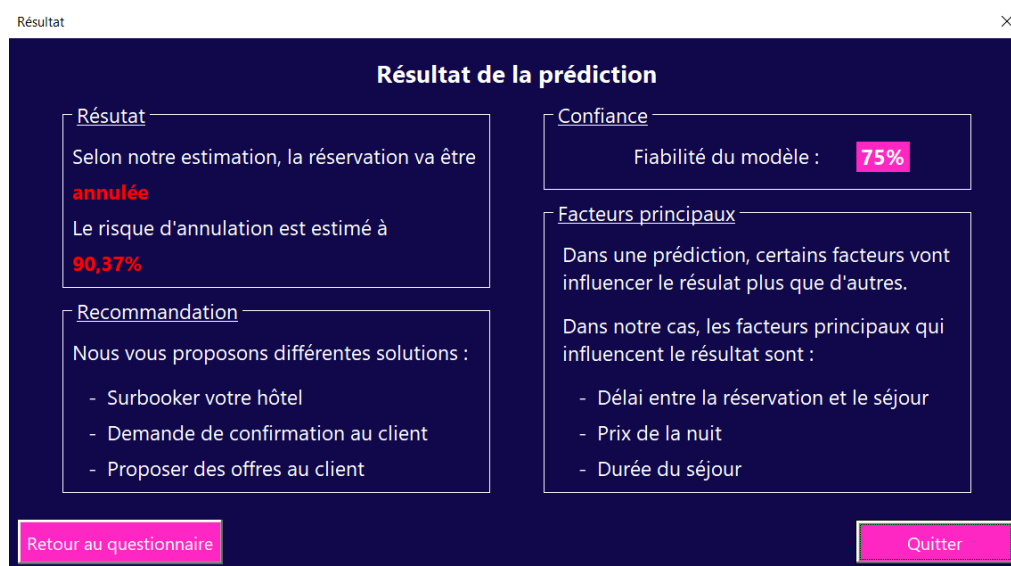 Résultat
Résultat de la prédiction
Résutat
Selon notre estimation, la réservation va être
annulée
Le risque d'annulation est estimé à
90,37%
Recommandation
Nous vous proposons différentes solutions :
- Surbooker votre hôtel
- Demande de confirmation au client
- Proposer des offres au client
Confiance
Fiabilité du modèle : 75%
Facteurs principaux
Dans une prédiction, certains facteurs vont
influencer le résulat plus que d'autres.
Dans notre cas, les facteurs principaux qui
influencent le résultat sont :
- Délai entre la réservation et le séjour
- Prix de la nuit
- Durée du séjour
Retour au questionnaire
Quitter